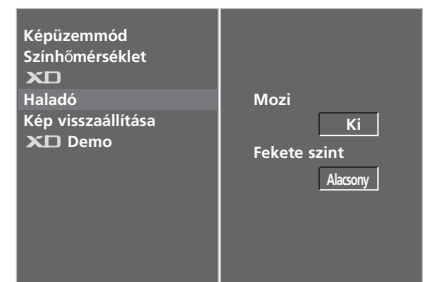 Képüzemmód
Színhőmérséklet
XD
Haladó
Kép visszaállítása
XD Demo
Mozi
Ki
Fekete szint
Alacsony